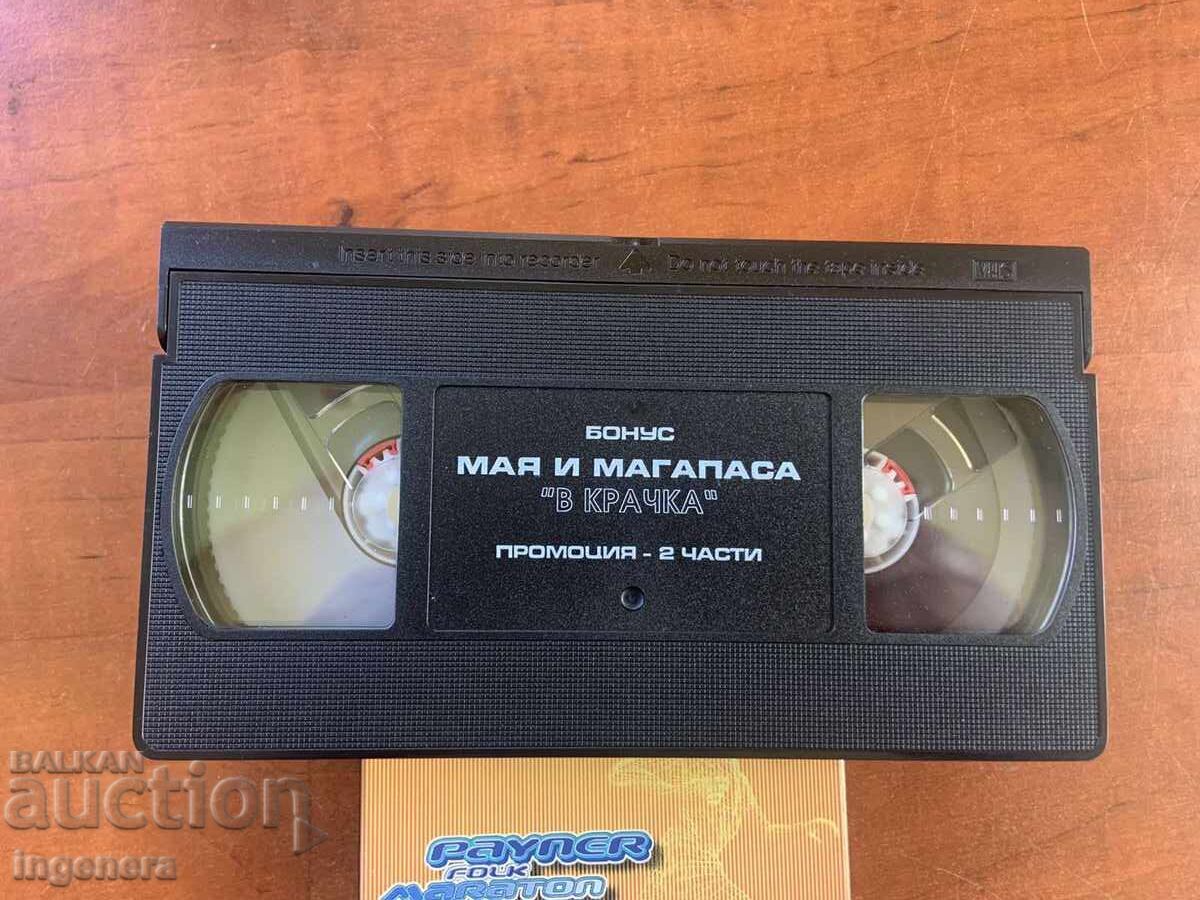 Insert this side into recorder Do not touch the tape inside VHS
БОНУС
МАЯ И МАГАПАСА
"В КРАЧКА"
ПРОМОЦИЯ - 2 ЧАСТИ
PAYNER
FOLK
MARATON
BALKAN
auction
ingenera